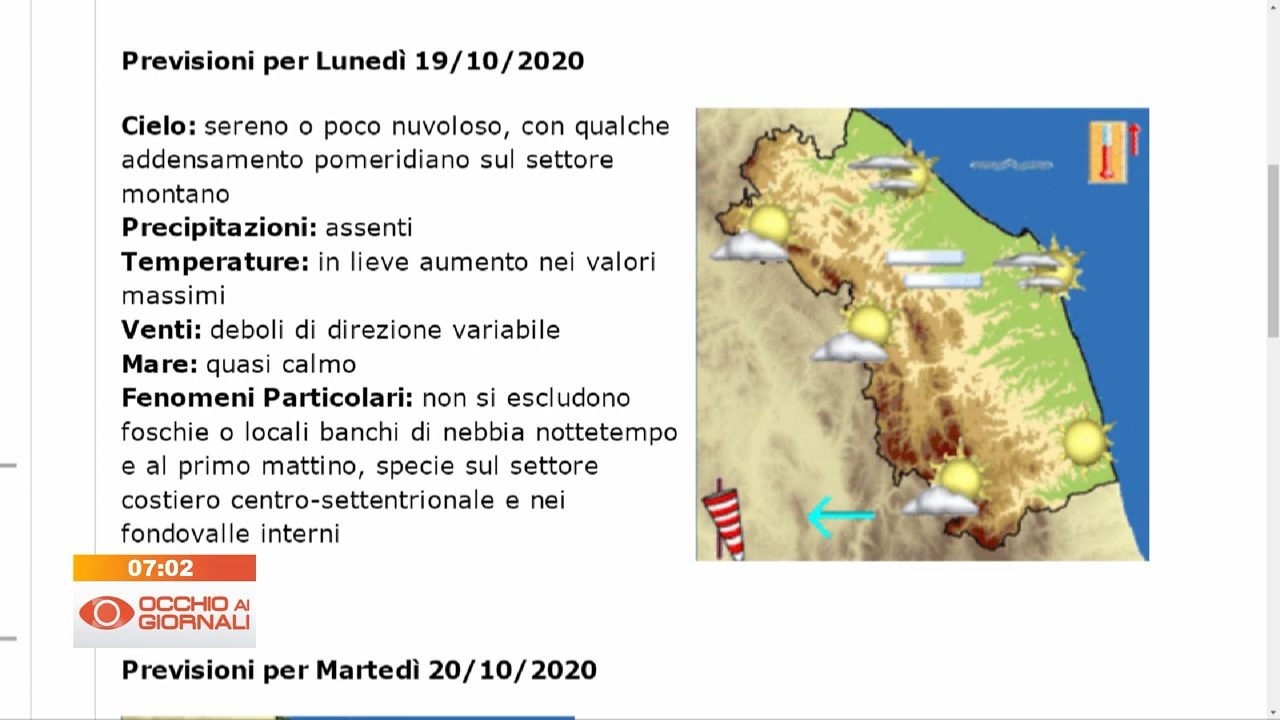 Previsioni per Lunedì 19/10/2020
Cielo: sereno o poco nuvoloso, con qualche
addensamento pomeridiano sul settore
montano
Precipitazioni: assenti
Temperature: in lieve aumento nei valori
massimi
Venti: deboli di direzione variabile
Mare: quasi calmo
Fenomeni Particolari: non si escludono
foschie o locali banchi di nebbia nottetempo
e al primo mattino, specie sul settore
costiero centro-settentrionale e nei
fondovalle interni
07:02
OCCHIO AI
GIORNALI
Previsioni per Martedì 20/10/2020